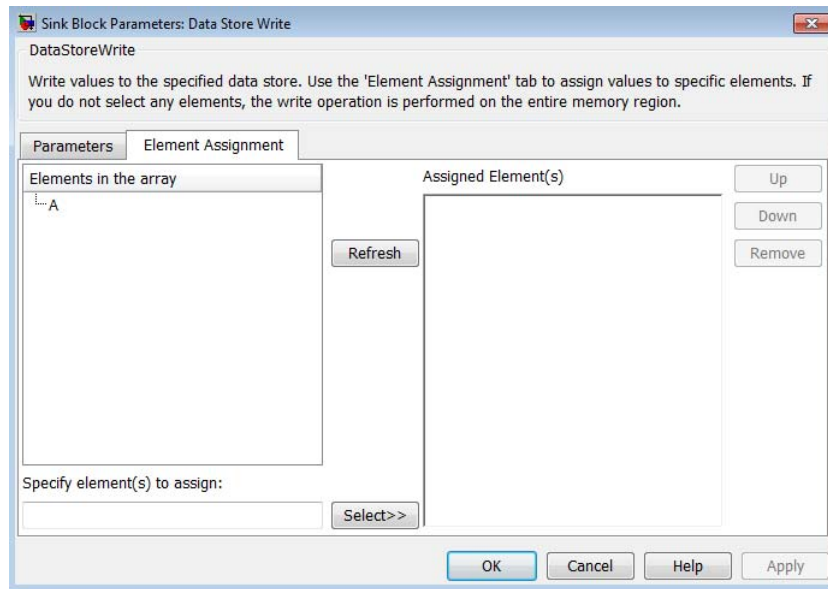 Sink Block Parameters: Data Store Write
DataStoreWrite
Write values to the specified data store. Use the 'Element Assignment' tab to assign values to specific elements. If
you do not select any elements, the write operation is performed on the entire memory region.
Parameters Element Assignment
Elements in the array
A
Refresh
Assigned Element(s)
Up
Down
Remove
Specify element(s) to assign:
Select>>
OK Cancel Help Apply